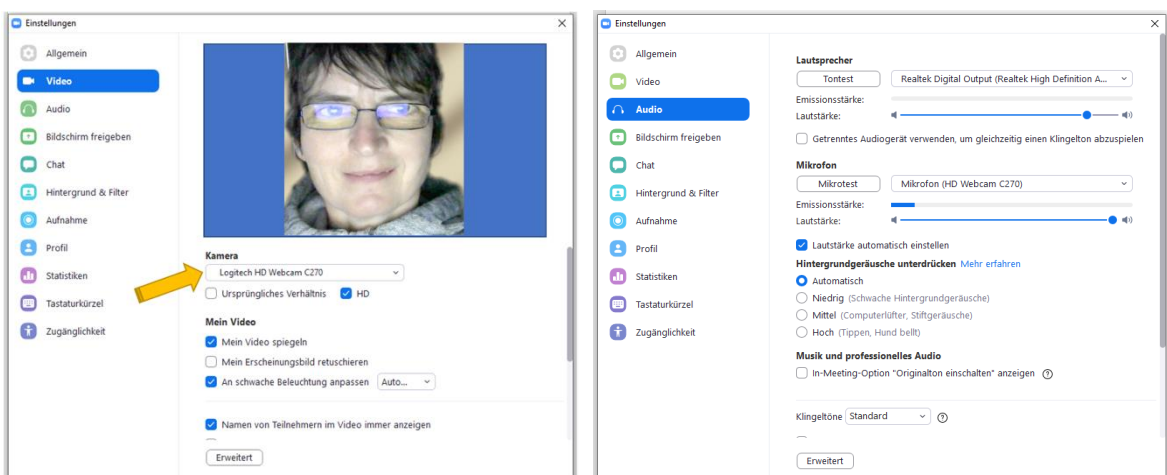 Einstellungen
Allgemein
Video
Audio
Bildschirm freigeben
Chat
Hintergrund & Filter
Aufnahme
Profil
Statistiken
Tastaturkürzel
Zugänglichkeit
Kamera
Logitech HD Webcam C270
Ursprüngliches Verhältnis HD
Mein Video
Mein Video spiegeln
Mein Erscheinungsbild retuschieren
An schwache Beleuchtung anpassen Auto...
Namen von Teilnehmern im Video immer anzeigen
Erweitert
Einstellungen
Allgemein
Video
Audio
Bildschirm freigeben
Chat
Hintergrund & Filter
Aufnahme
Profil
Statistiken
Tastaturkürzel
Zugänglichkeit
Lautsprecher
Tontest Realtek Digital Output (Realtek High Definition A...
Emissionsstärke:
Lautstärke:
Getrenntes Audiogerät verwenden, um gleichzeitig einen Klingelton abzuspielen
Mikrofon
Mikrotest Mikrofon (HD Webcam C270)
Emissionsstärke:
Lautstärke:
Lautstärke automatisch einstellen
Hintergrundgeräusche unterdrücken Mehr erfahren
Automatisch
Niedrig (Schwache Hintergrundgeräusche)
Mittel (Computerlüfter, Stiftgeräusche)
Hoch (Tippen, Hund bellt)
Musik und professionelles Audio
In-Meeting-Option "Originalton einschalten" anzeigen ?
Klingeltöne Standard ?
Erweitert